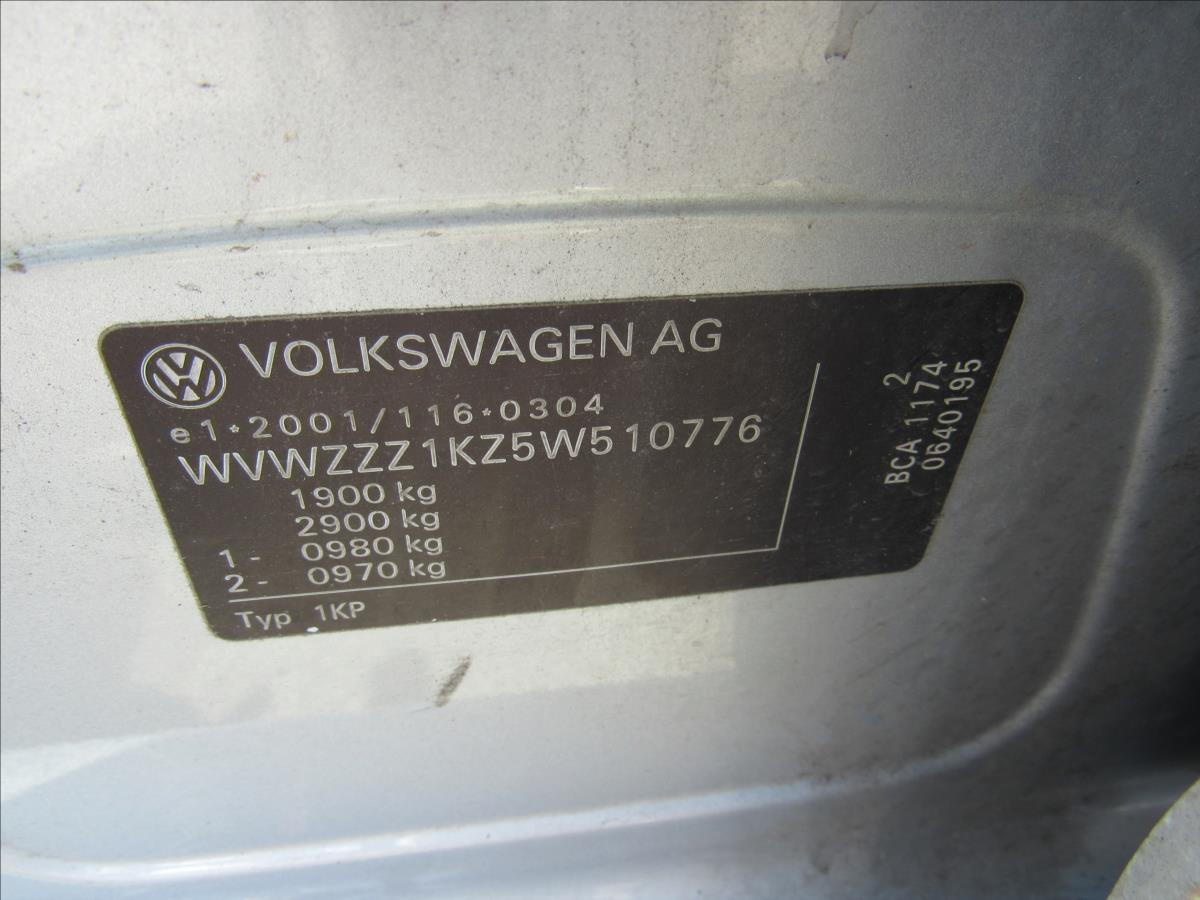 VOLKSWAGEN AG
e1*2001/116*0304
WVWZZZ1KZ5W510776
1900 kg
2900 kg
1 - 0980 kg
2 - 0970 kg
Typ 1KP
2
BCA 1174
0640195